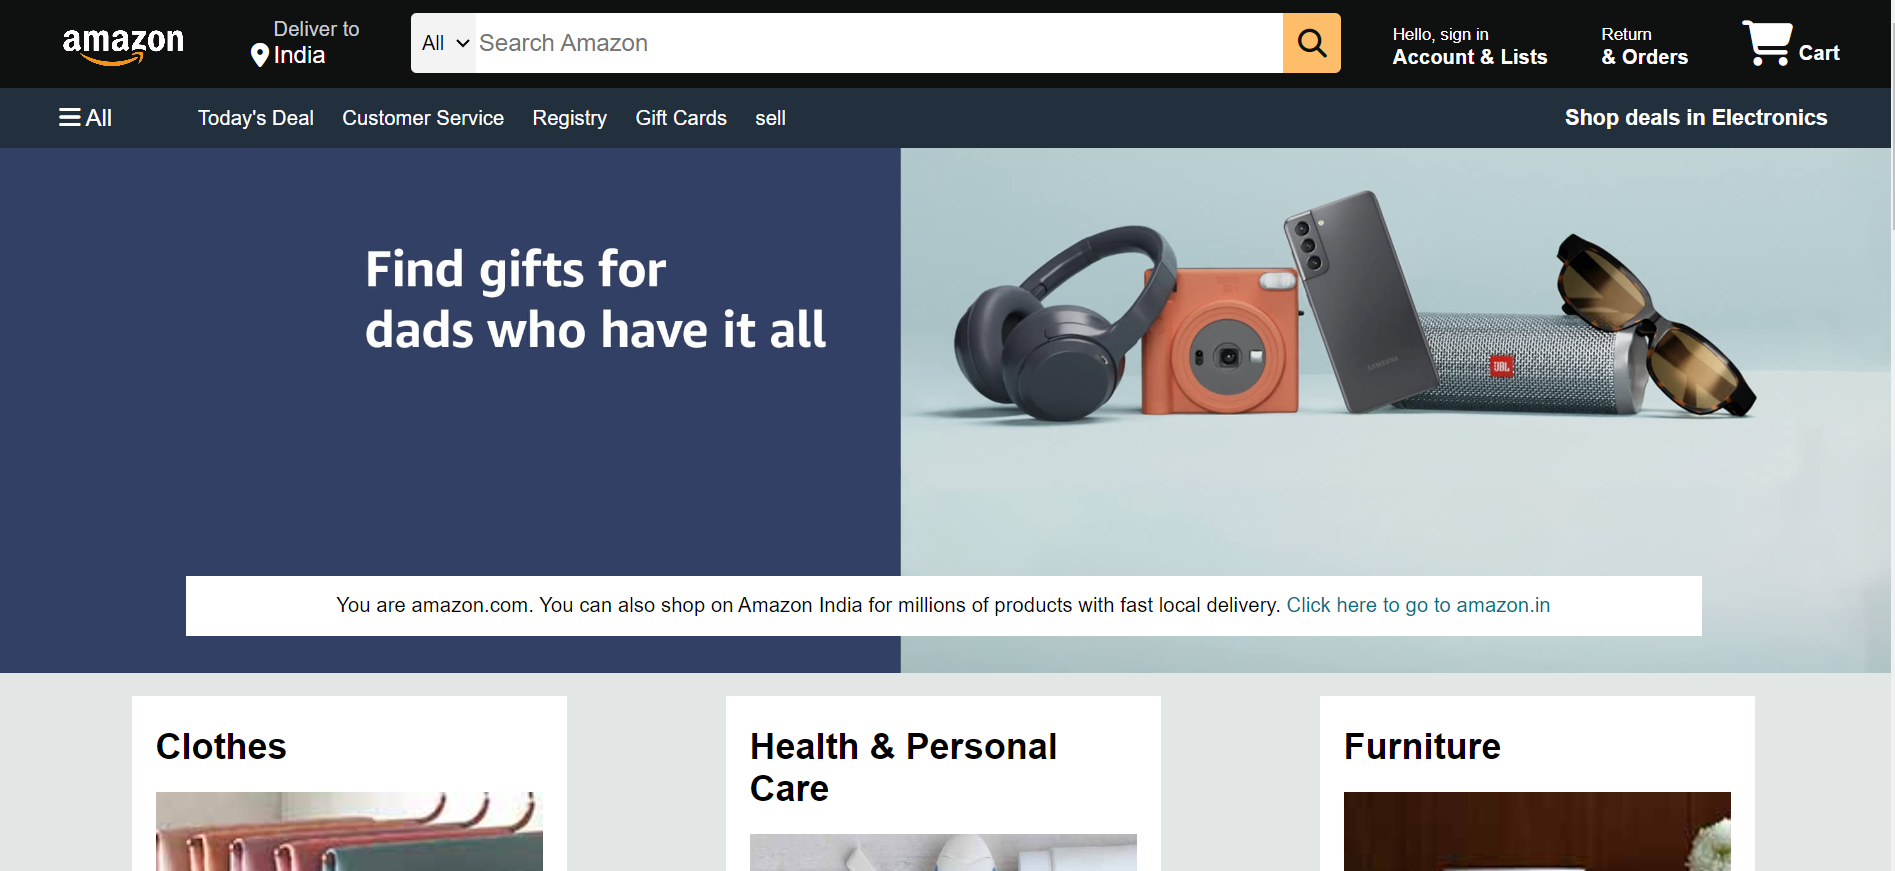 amazon
Deliver to
India
All
Search Amazon
Hello, sign in
Account & Lists
Return
& Orders
Cart
All
Today's Deal
Customer Service
Registry
Gift Cards
sell
Shop deals in Electronics
Find gifts for
dads who have it all
SAMSUNG
JBL
You are amazon.com. You can also shop on Amazon India for millions of products with fast local delivery. Click here to go to amazon.in
Clothes
Health & Personal
Care
Furniture